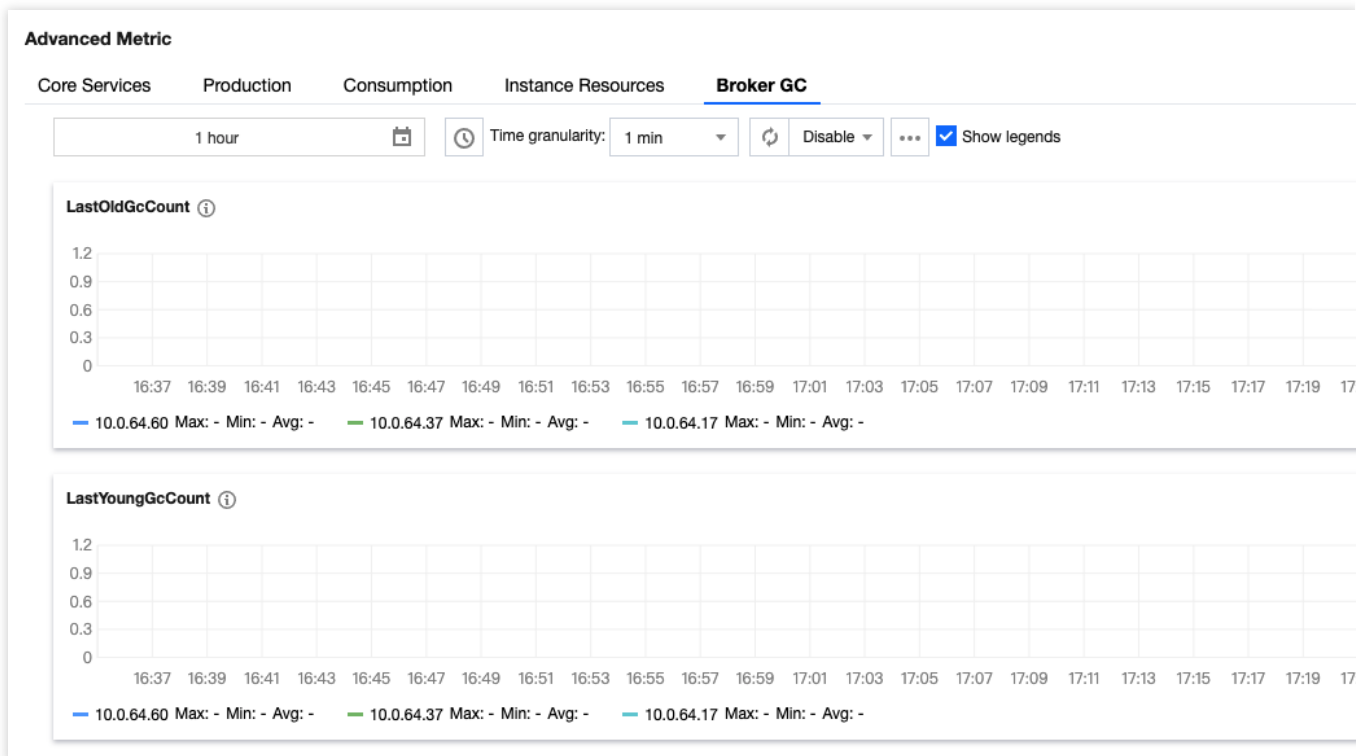 Advanced Metric
Core Services Production Consumption Instance Resources Broker GC
1 hour Time granularity: 1 min Disable Show legends
LastOldGcCount
1.2
0.9
0.6
0.3
0
16:37 16:39 16:41 16:43 16:45 16:47 16:49 16:51 16:53 16:55 16:57 16:59 17:01 17:03 17:05 17:07 17:09 17:11 17:13 17:15 17:17 17:19 17
10.0.64.60 Max: - Min: - Avg: - 10.0.64.37 Max: - Min: - Avg: - 10.0.64.17 Max: - Min: - Avg: -
LastYoungGcCount
1.2
0.9
0.6
0.3
0
16:37 16:39 16:41 16:43 16:45 16:47 16:49 16:51 16:53 16:55 16:57 16:59 17:01 17:03 17:05 17:07 17:09 17:11 17:13 17:15 17:17 17:19 17
10.0.64.60 Max: - Min: - Avg: - 10.0.64.37 Max: - Min: - Avg: - 10.0.64.17 Max: - Min: - Avg: -